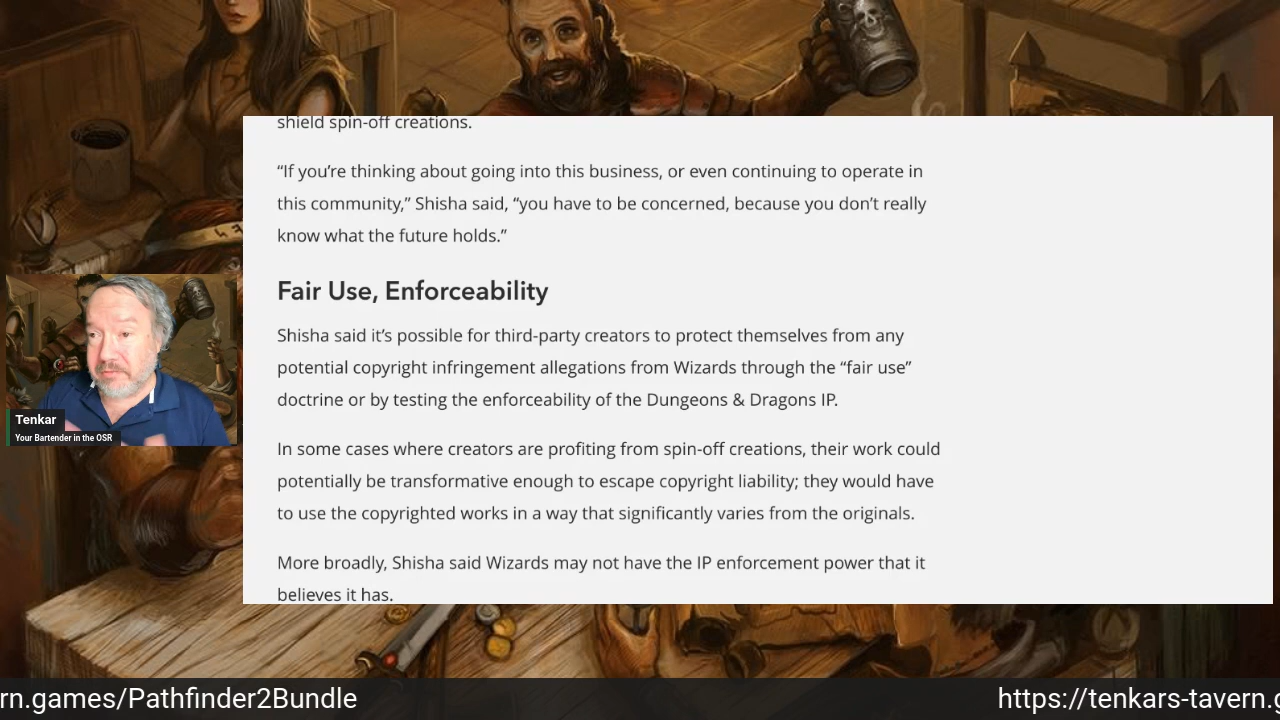 shield spin-off creations.
“If you’re thinking about going into this business, or even continuing to operate in
this community,” Shisha said, “you have to be concerned, because you don’t really
know what the future holds.”
Fair Use, Enforceability
Shisha said it’s possible for third-party creators to protect themselves from any
potential copyright infringement allegations from Wizards through the “fair use”
doctrine or by testing the enforceability of the Dungeons & Dragons IP.
In some cases where creators are profiting from spin-off creations, their work could
potentially be transformative enough to escape copyright liability; they would have
to use the copyrighted works in a way that significantly varies from the originals.
More broadly, Shisha said Wizards may not have the IP enforcement power that it
believes it has.
Tenkar
Your Bartender in the OSR
rn.games/Pathfinder2Bundle
https://tenkars-tavern.g